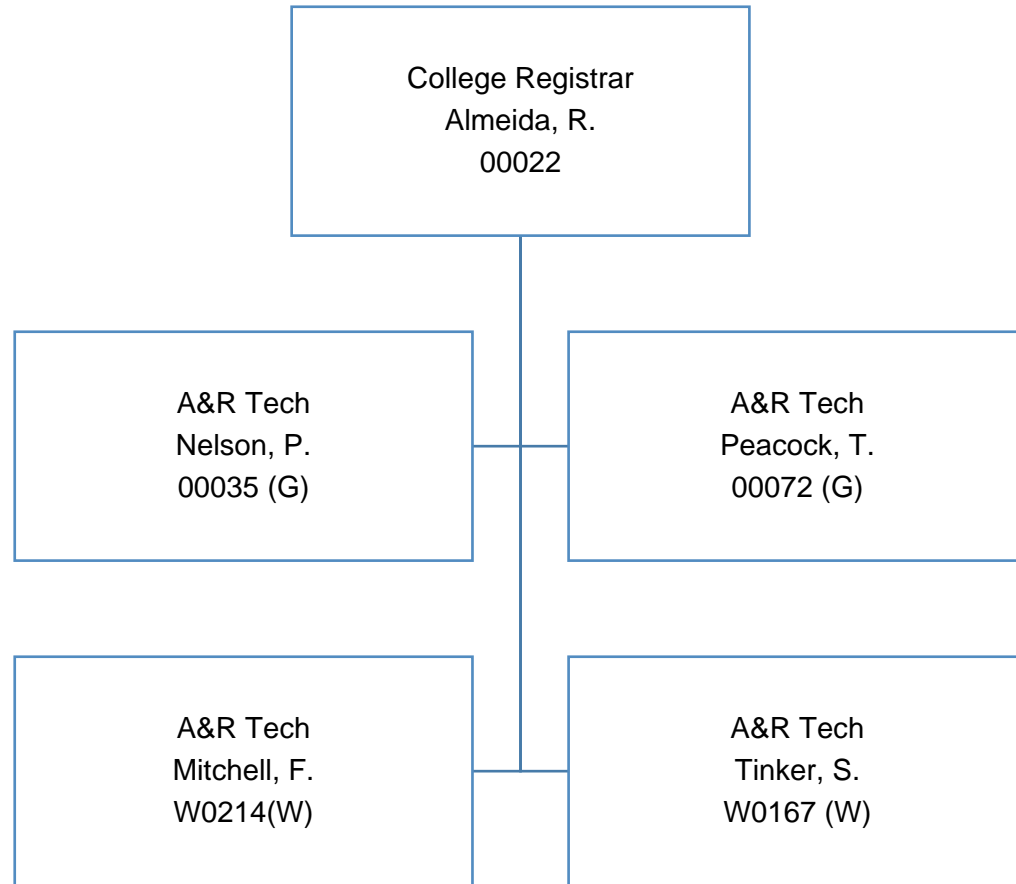 College Registrar
Almeida, R.
00022
A&R Tech
Nelson, P.
00035 (G)
A&R Tech
Peacock, T.
00072 (G)
A&R Tech
Mitchell, F.
W0214(W)
A&R Tech
Tinker, S.
W0167 (W)